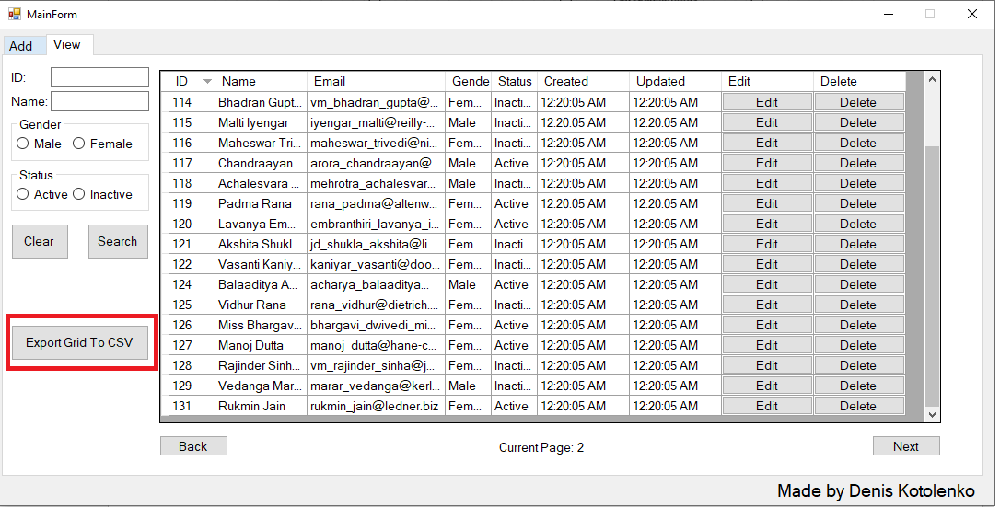 MainForm
Add View
ID:
Name:
Gender
Male Female
Status
Active Inactive
Clear Search
Export Grid To CSV
ID Name Email Gende Status Created Updated Edit Delete
114 Bhadran Gupt... vm_bhadran_gupta@... Fem... Inacti... 12:20:05 AM 12:20:05 AM Edit Delete
115 Malti Iyengar iyengar_malti@reilly-... Male Inacti... 12:20:05 AM 12:20:05 AM Edit Delete
116 Maheswar Tri... maheswar_trivedi@ni... Fem... Inacti... 12:20:05 AM 12:20:05 AM Edit Delete
117 Chandraayan... arora_chandraayan@... Male Active 12:20:05 AM 12:20:05 AM Edit Delete
118 Achalesvara ... mehrotra_achalesvar... Male Inacti... 12:20:05 AM 12:20:05 AM Edit Delete
119 Padma Rana rana_padma@altenw... Fem... Active 12:20:05 AM 12:20:05 AM Edit Delete
120 Lavanya Em... embranthiri_lavanya_i... Fem... Active 12:20:05 AM 12:20:05 AM Edit Delete
121 Akshita Shukl... jd_shukla_akshita@li... Fem... Inacti... 12:20:05 AM 12:20:05 AM Edit Delete
122 Vasanti Kaniy... kaniyar_vasanti@doo... Fem... Inacti... 12:20:05 AM 12:20:05 AM Edit Delete
124 Balaaditya A... acharya_balaaditya... Male Active 12:20:05 AM 12:20:05 AM Edit Delete
125 Vidhur Rana rana_vidhur@dietrich.... Fem... Inacti... 12:20:05 AM 12:20:05 AM Edit Delete
126 Miss Bhargav... bhargavi_dwivedi_mi... Fem... Active 12:20:05 AM 12:20:05 AM Edit Delete
127 Manoj Dutta manoj_dutta@hane-c... Fem... Active 12:20:05 AM 12:20:05 AM Edit Delete
128 Rajinder Sinh... vm_rajinder_sinha@j... Fem... Inacti... 12:20:05 AM 12:20:05 AM Edit Delete
129 Vedanga Mar... marar_vedanga@kerl... Male Inacti... 12:20:05 AM 12:20:05 AM Edit Delete
131 Rukmin Jain rukmin_jain@ledner.biz Fem... Active 12:20:05 AM 12:20:05 AM Edit Delete
Back Current Page: 2 Next
Made by Denis Kotolenko